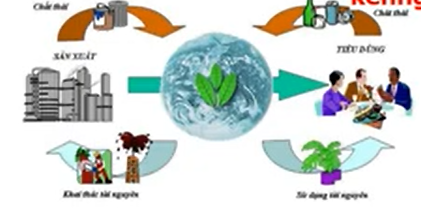 Chất thải
Chất thải
SẢN XUẤT
TIÊU DÙNG
Khai thác tài nguyên
Sử dụng tài nguyên